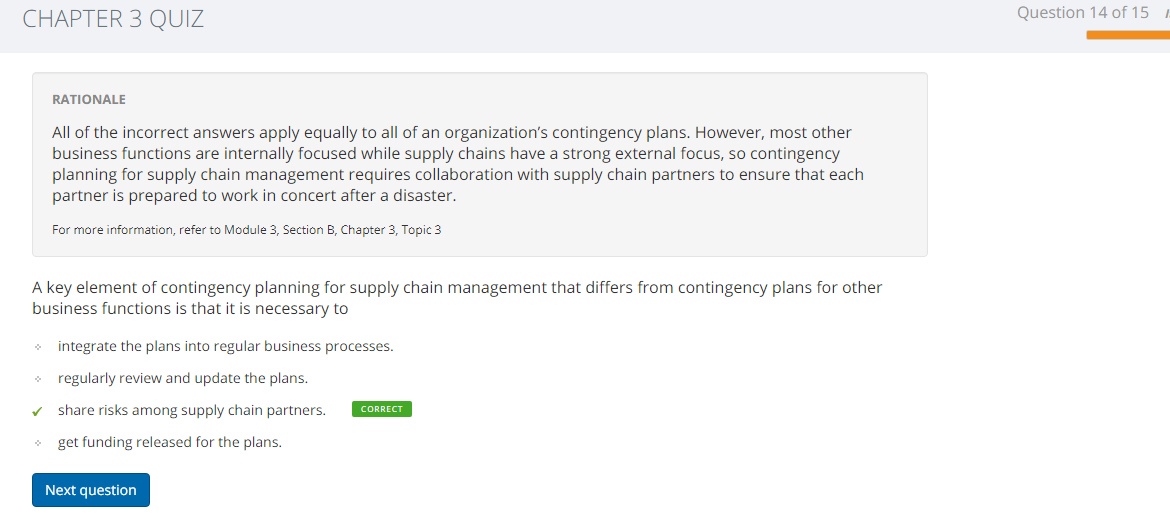 CHAPTER 3 QUIZ
Question 14 of 15
RATIONALE
All of the incorrect answers apply equally to all of an organization’s contingency plans. However, most other
business functions are internally focused while supply chains have a strong external focus, so contingency
planning for supply chain management requires collaboration with supply chain partners to ensure that each
partner is prepared to work in concert after a disaster.
For more information, refer to Module 3, Section B, Chapter 3, Topic 3
A key element of contingency planning for supply chain management that differs from contingency plans for other
business functions is that it is necessary to
integrate the plans into regular business processes.
regularly review and update the plans.
share risks among supply chain partners.
CORRECT
get funding released for the plans.
Next question